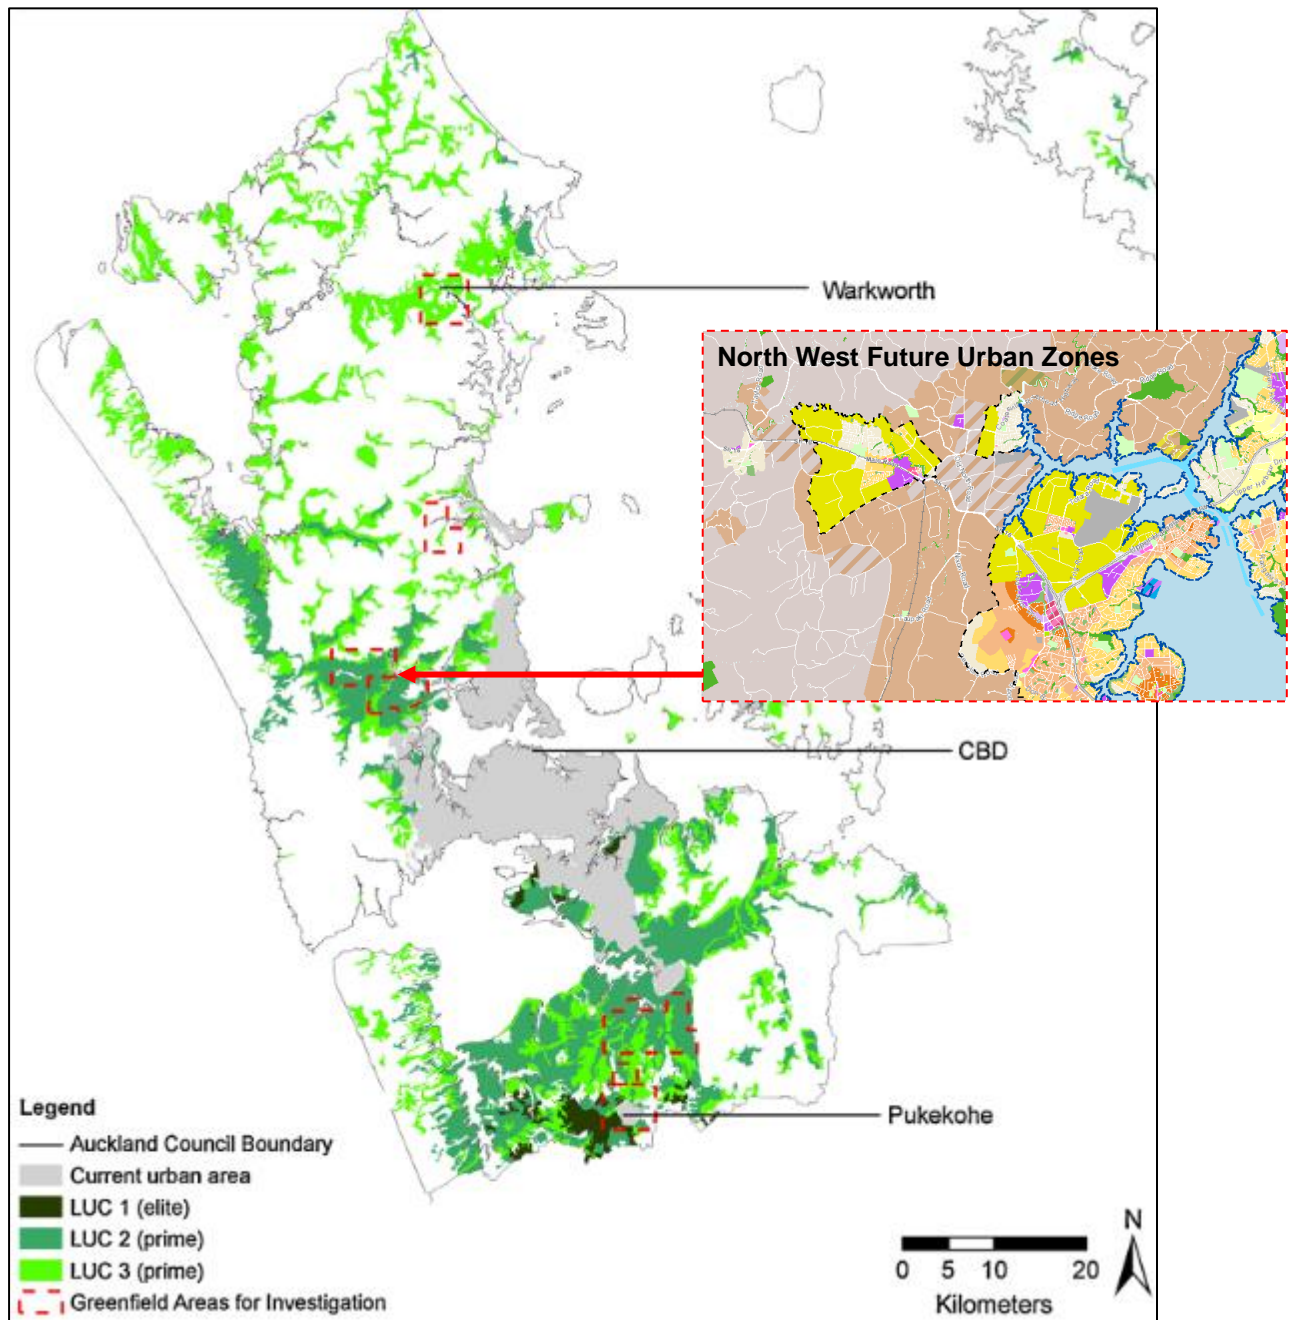 Warkworth
North West Future Urban Zones
CBD
Pukekohe
Legend
Auckland Council Boundary
Current urban area
LUC 1 (elite)
LUC 2 (prime)
LUC 3 (prime)
Greenfield Areas for Investigation
N
0 5 10 20
Kilometers